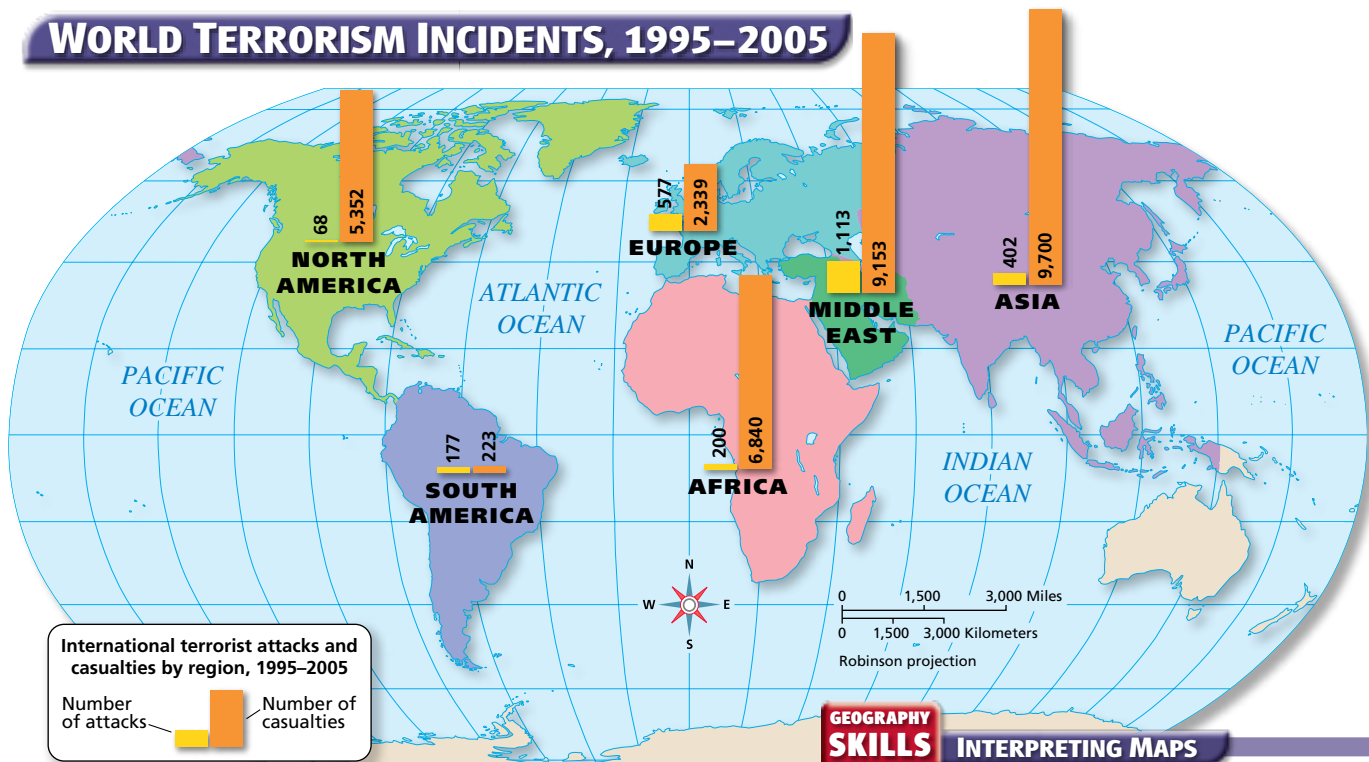 WORLD TERRORISM INCIDENTS, 1995–2005
68
5,352
NORTH
AMERICA
577
2,339
EUROPE
1,113
9,153
MIDDLE
EAST
402
9,700
ASIA
ATLANTIC
OCEAN
PACIFIC
OCEAN
PACIFIC
OCEAN
177
223
SOUTH
AMERICA
200
6,840
AFRICA
INDIAN
OCEAN
N
W
E
S
0 1,500 3,000 Miles
0 1,500 3,000 Kilometers
Robinson projection
International terrorist attacks and
casualties by region, 1995–2005
Number
of attacks
Number of
casualties
GEOGRAPHY
SKILLS
INTERPRETING MAPS